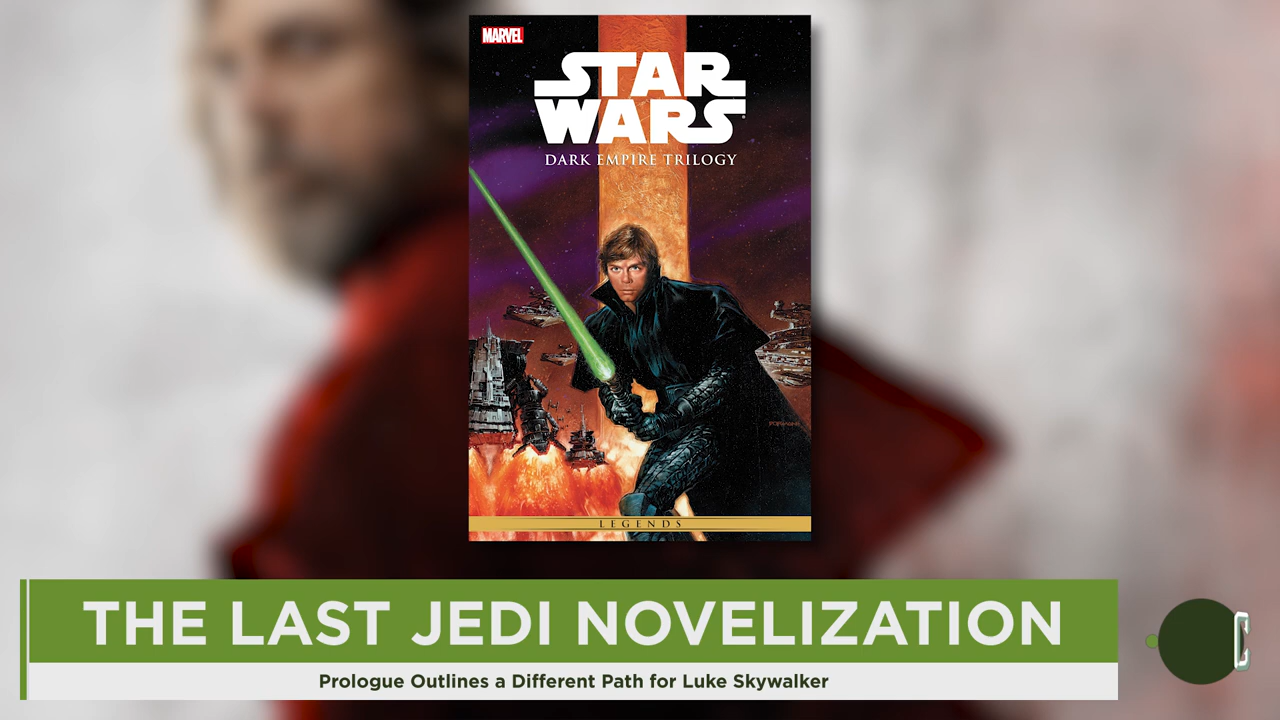 MARVEL
STAR
WARS
DARK EMPIRE TRILOGY
LEGENDS
THE LAST JEDI NOVELIZATION
Prologue Outlines a Different Path for Luke Skywalker
C